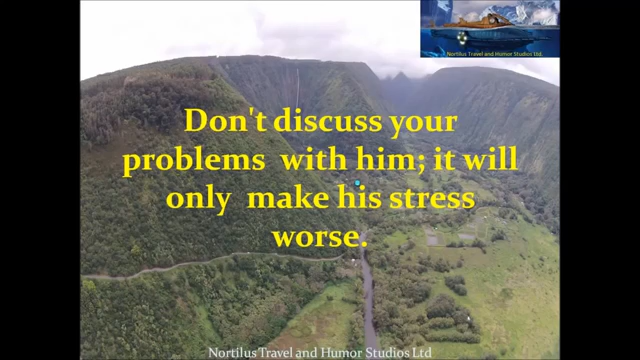 Nortilus Travel and Humor Studios Ltd.
Don't discuss your
problems with him; it will
only make his stress
worse.
Nortilus Travel and Humor Studios Ltd